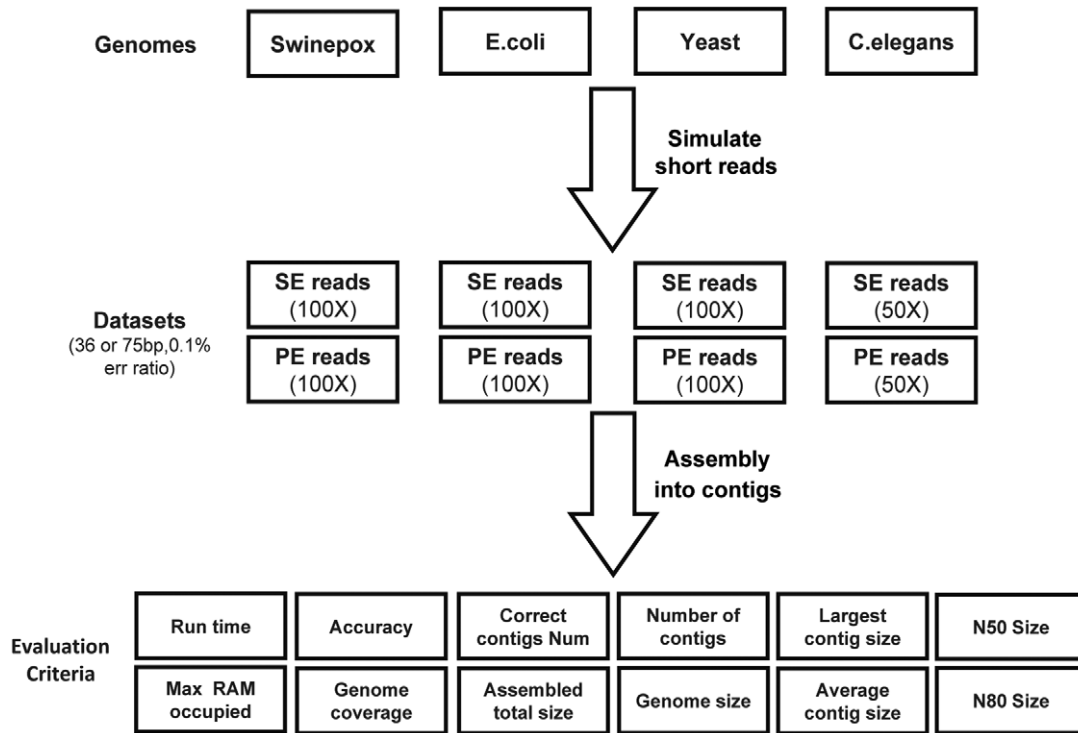 Genomes
Swinepox
E.coli
Yeast
C.elegans
Simulate
short reads
Datasets
(36 or 75bp,0.1%
err ratio)
SE reads
(100X)
SE reads
(100X)
SE reads
(100X)
SE reads
(50X)
PE reads
(100X)
PE reads
(100X)
PE reads
(100X)
PE reads
(50X)
Assembly
into contigs
Evaluation
Criteria
Run time
Accuracy
Correct
contigs Num
Number of
contigs
Largest
contig size
N50 Size
Max RAM
occupied
Genome
coverage
Assembled
total size
Genome size
Average
contig size
N80 Size